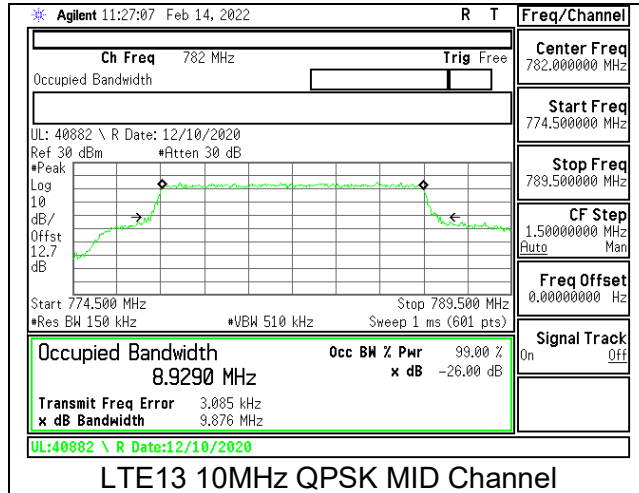 Agilent 11:27:07 Feb 14, 2022 R T
Ch Freq 782 MHz Trig Free
Occupied Bandwidth
UL: 40882 \ R Date: 12/10/2020
Ref 30 dBm #Atten 30 dB
#Peak
Log
10
dB/
Offst
12.7
dB
Start 774.500 MHz Stop 789.500 MHz
#Res BW 150 kHz #VBW 510 kHz Sweep 1 ms (601 pts)
Occupied Bandwidth Occ BW % Pwr 99.00 %
8.9290 MHz x dB -26.00 dB
Transmit Freq Error 3.085 kHz
x dB Bandwidth 9.876 MHz
UL:40882 \ R Date:12/10/2020
Freq/Channel
Center Freq
782.000000 MHz
Start Freq
774.500000 MHz
Stop Freq
789.500000 MHz
CF Step
1.50000000 MHz
Auto Man
Freq Offset
0.00000000 Hz
Signal Track
On Off
LTE13 10MHz QPSK MID Channel